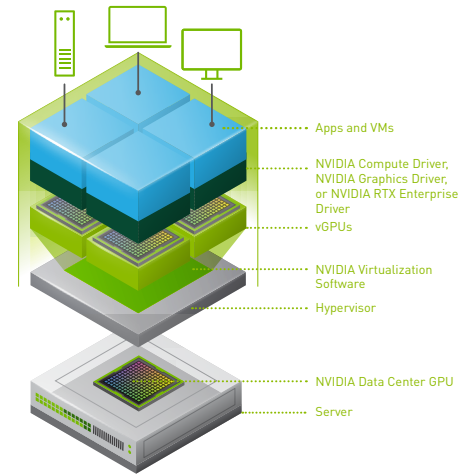 Apps and VMs
NVIDIA Compute Driver,
NVIDIA Graphics Driver,
or NVIDIA RTX Enterprise
Driver
vGPUs
NVIDIA Virtualization
Software
Hypervisor
NVIDIA Data Center GPU
Server